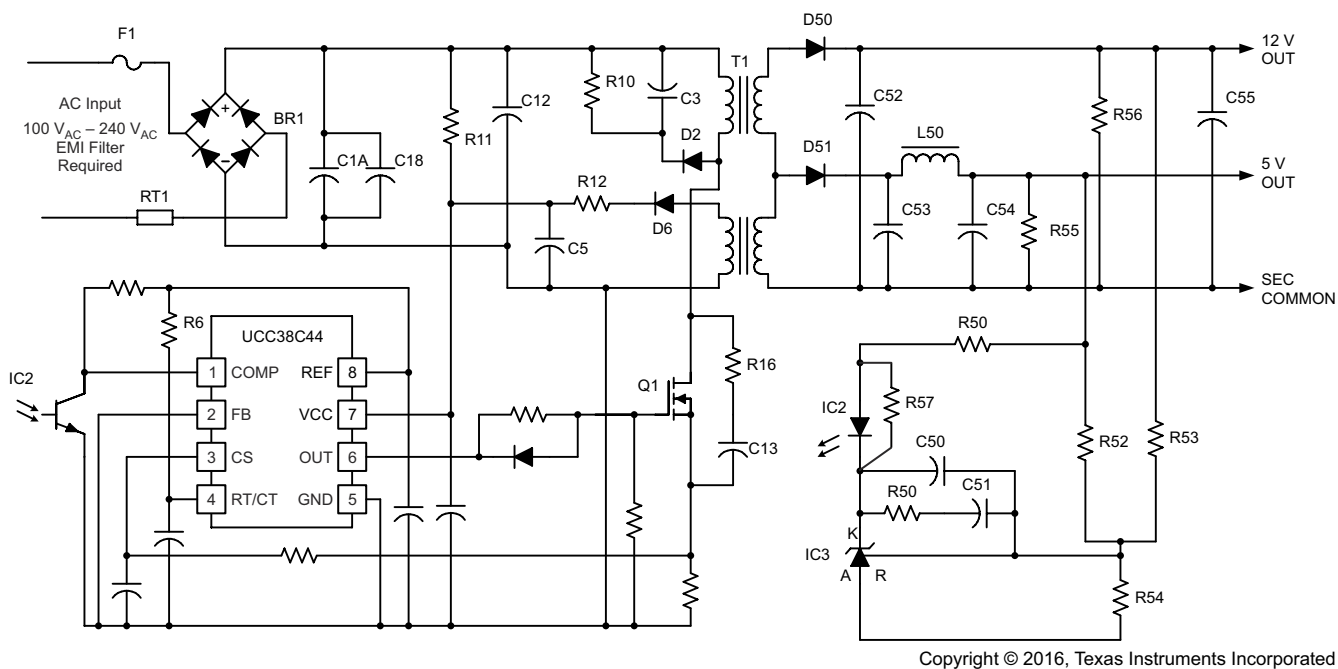 F1
AC Input
100 VAC – 240 VAC
EMI Filter
Required
RT1
+
–
BR1
C1A
C18
R11
C12
R10
C3
D2
R12
D6
C5
T1
D50
D51
C52
L50
C53
C54
R55
R56
C55
12 V
OUT
5 V
OUT
SEC
COMMON
R6
UCC38C44
IC2
1 COMP
REF 8
2 FB
VCC 7
3 CS
OUT 6
4 RT/CT
GND 5
Q1
R16
C13
R50
IC2
R57
C50
R50
C51
K
IC3
A
R
R52
R53
R54
Copyright © 2016, Texas Instruments Incorporated